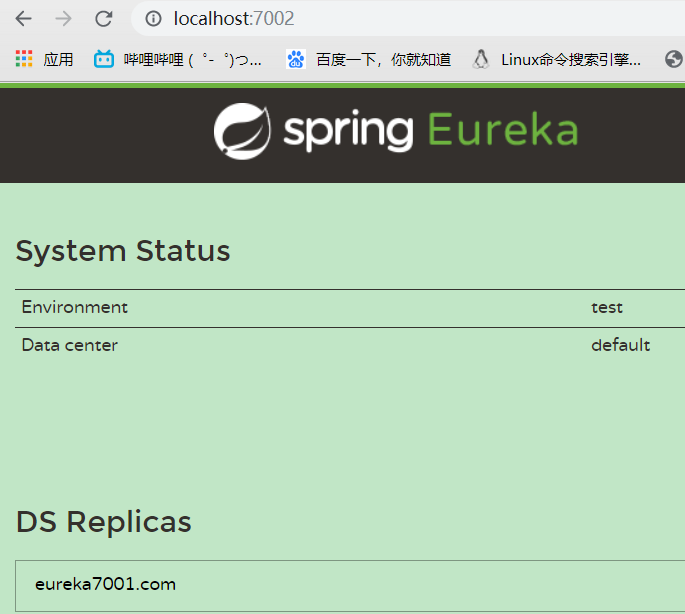 localhost:7002
应用 哔哩哔哩 ( ゜- ゜)つ... 百度一下，你就知道 Linux命令搜索引擎...
spring Eureka
System Status
Environment test
Data center default
DS Replicas
eureka7001.com